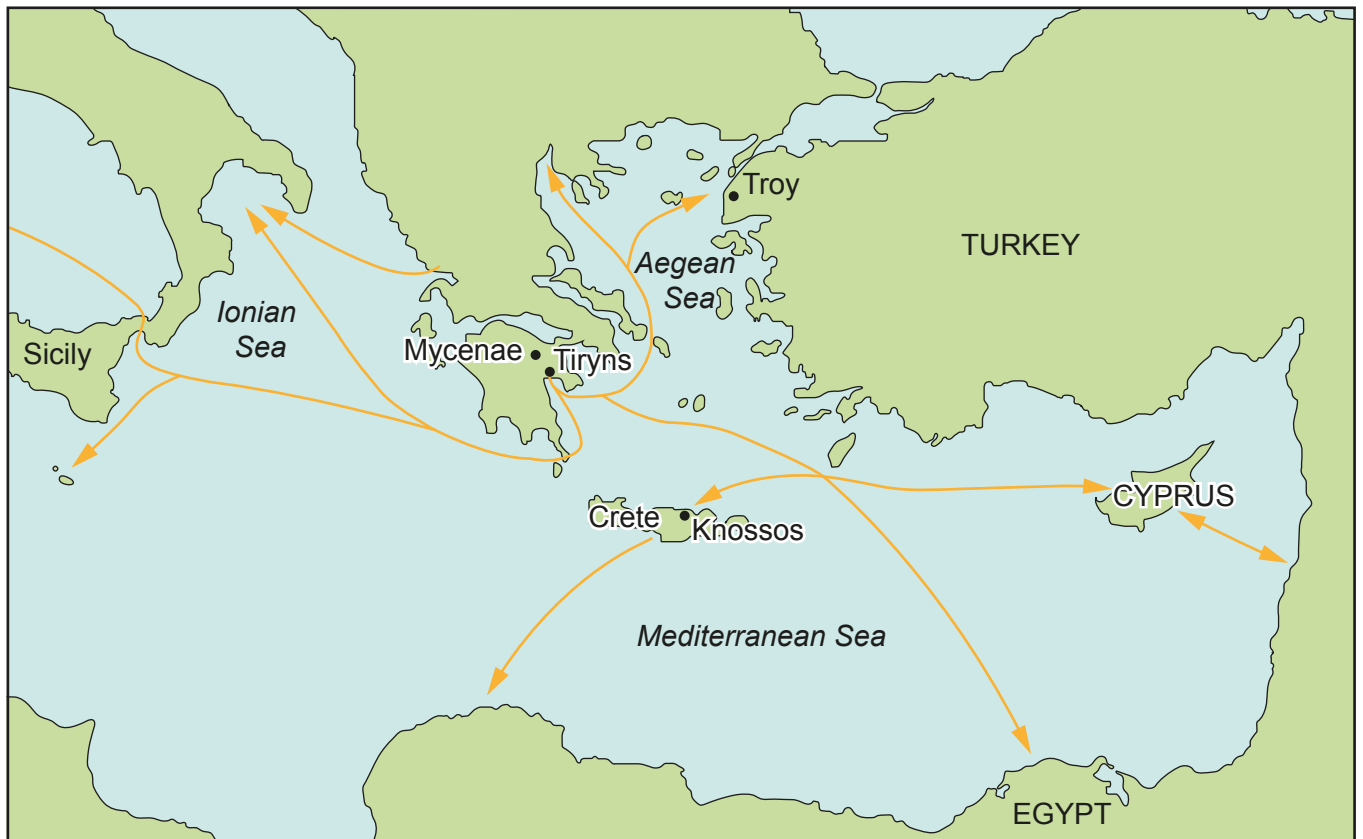 Troy
TURKEY
Aegean
Sea
Ionian
Sea
Sicily
Mycenae
Tiryns
CYPRUS
Crete
Knossos
Mediterranean Sea
EGYPT